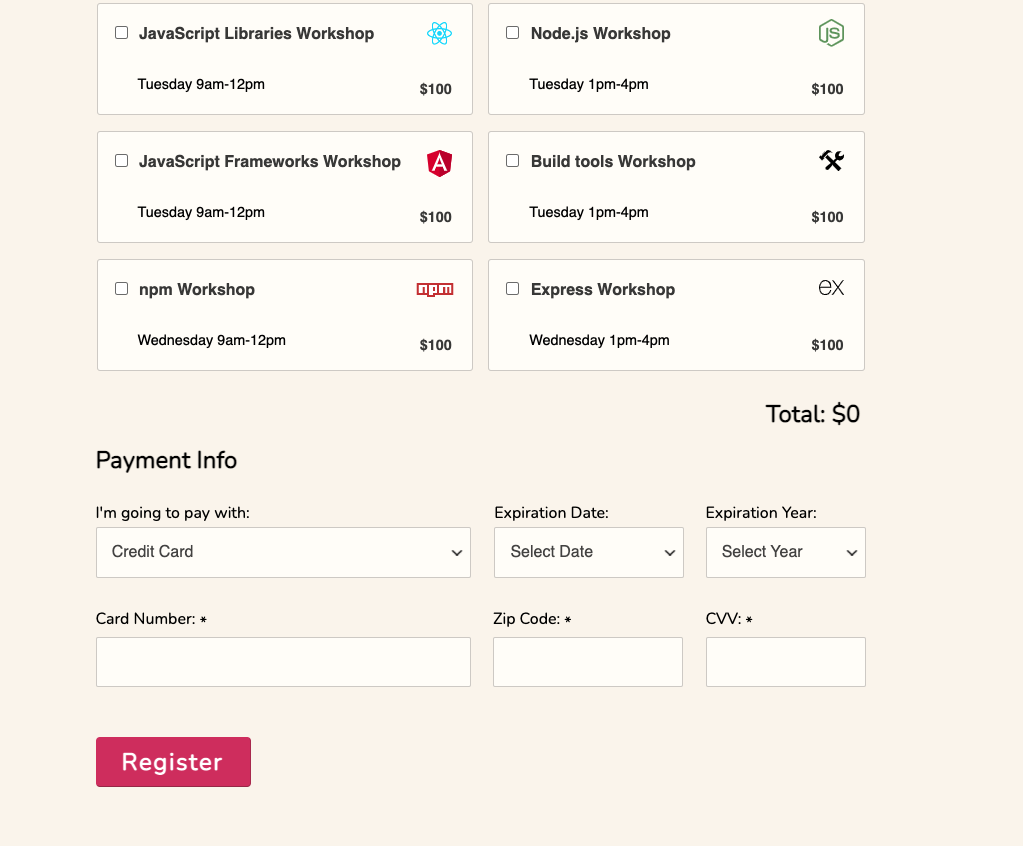 JavaScript Libraries Workshop
Tuesday 9am-12pm
$100
Node.js Workshop
JS
Tuesday 1pm-4pm
$100
JavaScript Frameworks Workshop
A
Tuesday 9am-12pm
$100
Build tools Workshop
Tuesday 1pm-4pm
$100
npm Workshop
npm
Wednesday 9am-12pm
$100
Express Workshop
ex
Wednesday 1pm-4pm
$100
Total: $0
Payment Info
I'm going to pay with:
Credit Card
Expiration Date:
Select Date
Expiration Year:
Select Year
Card Number: *
Zip Code: *
CVV: *
Register